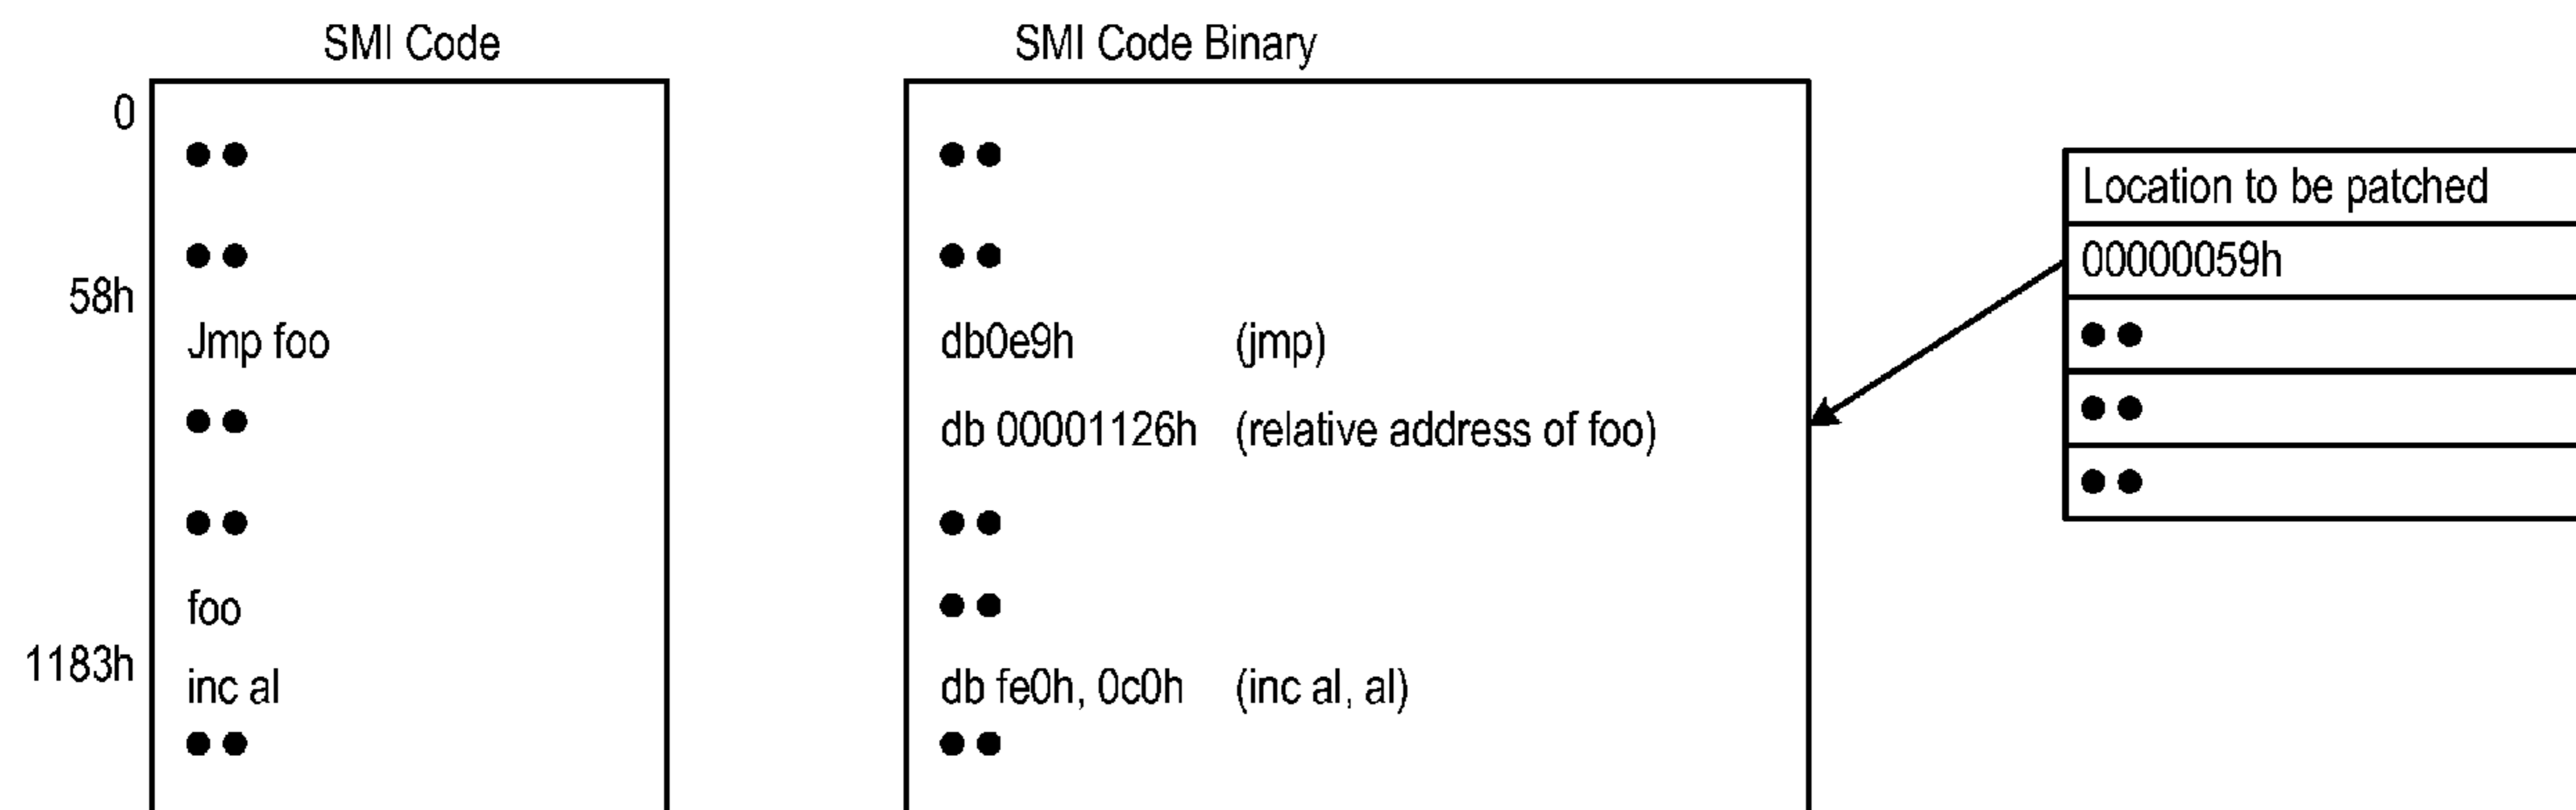 SMI Code
0
●●
●●
58h
Jmp foo
●●
●●
foo
1183h
inc al
●●
SMI Code Binary
●●
●●
db0e9h (jmp)
db 00001126h (relative address of foo)
●●
●●
db fe0h, 0c0h (inc al, al)
●●
Location to be patched
00000059h
●●
●●
●●